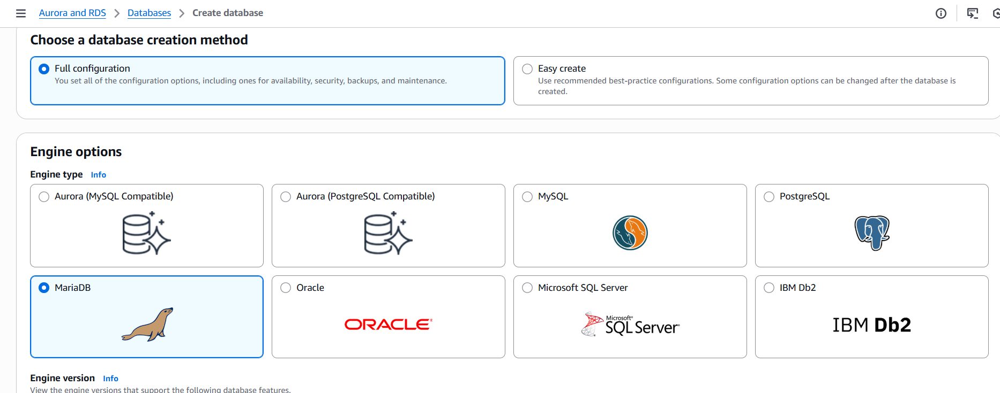 Aurora and RDS > Databases > Create database
Choose a database creation method
Full configuration
You set all of the configuration options, including ones for availability, security, backups, and maintenance.
Easy create
Use recommended best-practice configurations. Some configuration options can be changed after the database is
created.
Engine options
Engine type Info
Aurora (MySQL Compatible)
Aurora (PostgreSQL Compatible)
MySQL
PostgreSQL
MariaDB
Oracle
ORACLE®
Microsoft SQL Server
Microsoft®
SQL Server®
IBM Db2
IBM Db2
Engine version Info
View the engine versions that support the following database features.